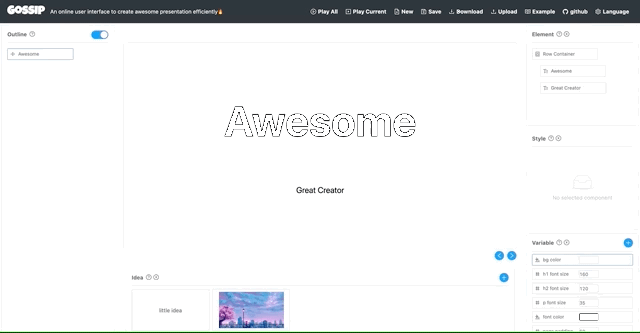 GOSSIP An online user interface to create awesome presentation efficiently🔥 Play All Play Current New Save Download Upload Example github Language
Outline
Awesome
Awesome
Great Creator
Idea
little idea
Element
Row Container
Awesome
Great Creator
Style
No selected component
Variable
bg color
h1 font size 160
h2 font size 120
p font size 35
font color